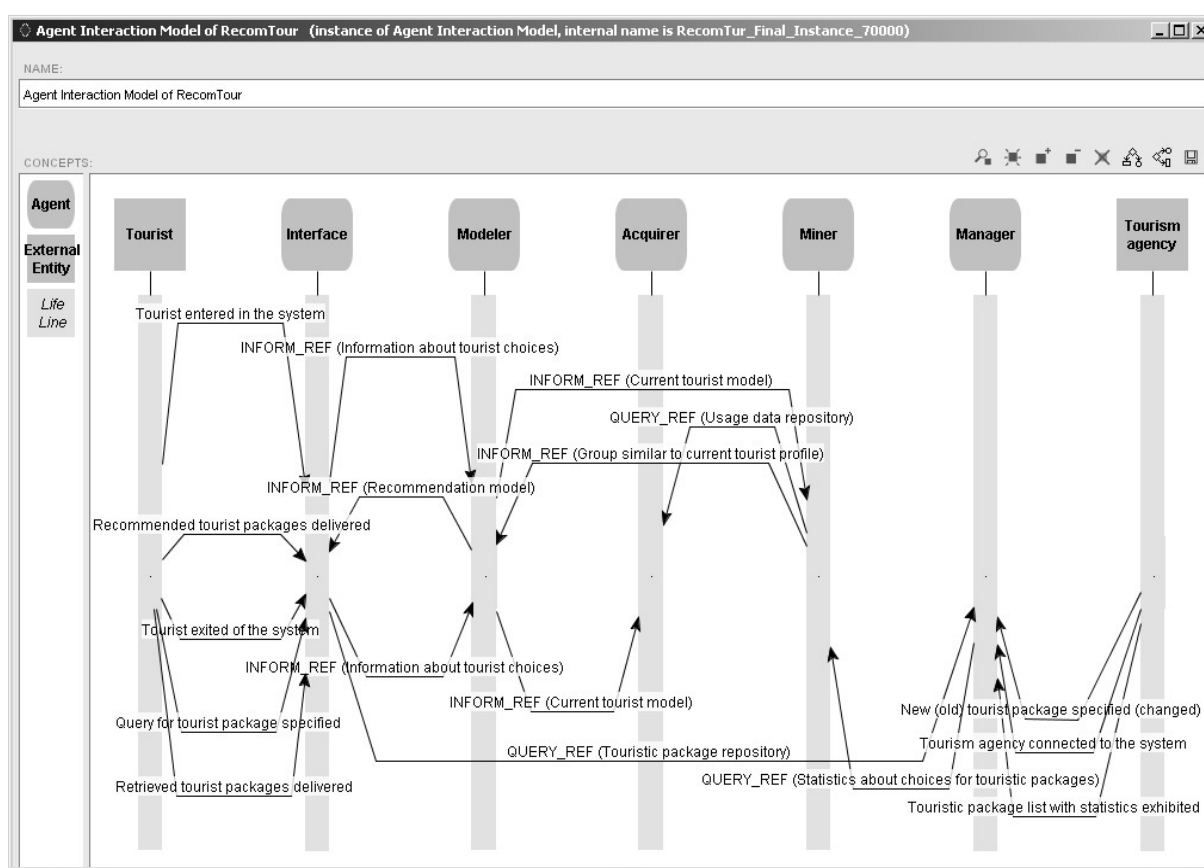 Agent Interaction Model of RecomTour (instance of Agent Interaction Model, internal name is RecomTur_Final_Instance_70000)
NAME:
Agent Interaction Model of RecomTour
CONCEPTS:
Agent
External
Entity
Life
Line
Tourist
Interface
Modeler
Acquirer
Miner
Manager
Tourism
agency
Tourist entered in the system
INFORM_REF (Information about tourist choices)
INFORM_REF (Current tourist model)
QUERY_REF (Usage data repository)
INFORM_REF (Group similar to current tourist profile)
INFORM_REF (Recommendation model)
Recommended tourist packages delivered
Tourist exited of the system
INFORM_REF (Information about tourist choices)
INFORM_REF (Current tourist model)
New (old) tourist package specified (changed)
Query for tourist package specified
Tourism agency connected to the system
QUERY_REF (Touristic package repository)
QUERY_REF (Statistics about choices for touristic packages)
Retrieved tourist packages delivered
Touristic package list with statistics exhibited